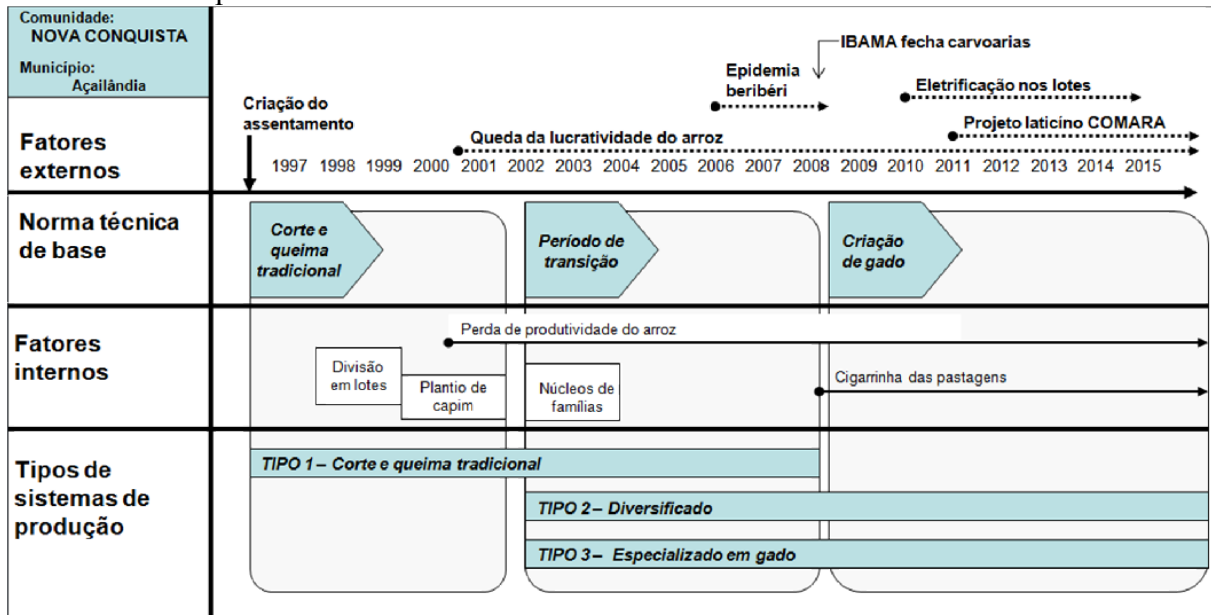 Comunidade:
NOVA CONQUISTA
Município:
Açailândia
IBAMA fecha carvoarias
Epidemia
beribéri
Eletrificação nos lotes
Criação do
assentamento
Projeto laticíno COMARA
Queda da lucratividade do arroz
Fatores
externos
1997 1998 1999 2000 2001 2002 2003 2004 2005 2006 2007 2008 2009 2010 2011 2012 2013 2014 2015
Norma técnica
de base
Corte e
queima
tradicional
Período de
transição
Criação
de gado
Fatores
internos
Perda de produtividade do arroz
Divisão
em lotes
Plantio de
capim
Núcleos de
famílias
Cigarrinha das pastagens
Tipos de
sistemas de
produção
TIPO 1 – Corte e queima tradicional
TIPO 2 – Diversificado
TIPO 3 – Especializado em gado